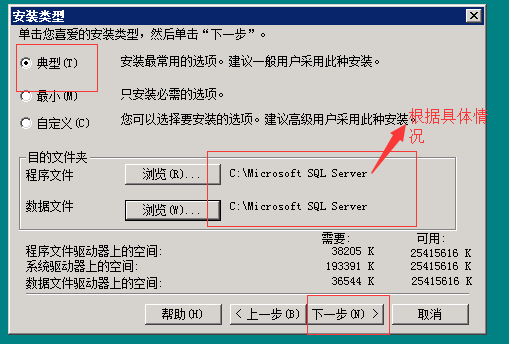 安装类型
单击您喜爱的安装类型，然后单击“下一步”。
典型(T) 安装最常用的选项。建议一般用户采用此种安装。
最小(M) 只安装必需的选项。
自定义(C) 您可以选择要安装的选项。建议高级用户采用此种安装。
根据具体情
况
目的文件夹
程序文件 浏览(R)... C:\Microsoft SQL Server
数据文件 浏览(W)... C:\Microsoft SQL Server
需要: 可用:
程序文件驱动器上的空间: 38205 K 25415616 K
系统驱动器上的空间: 193391 K 25415616 K
数据文件驱动器上的空间: 36544 K 25415616 K
帮助(H) < 上一步(B) 下一步(N) > 取消